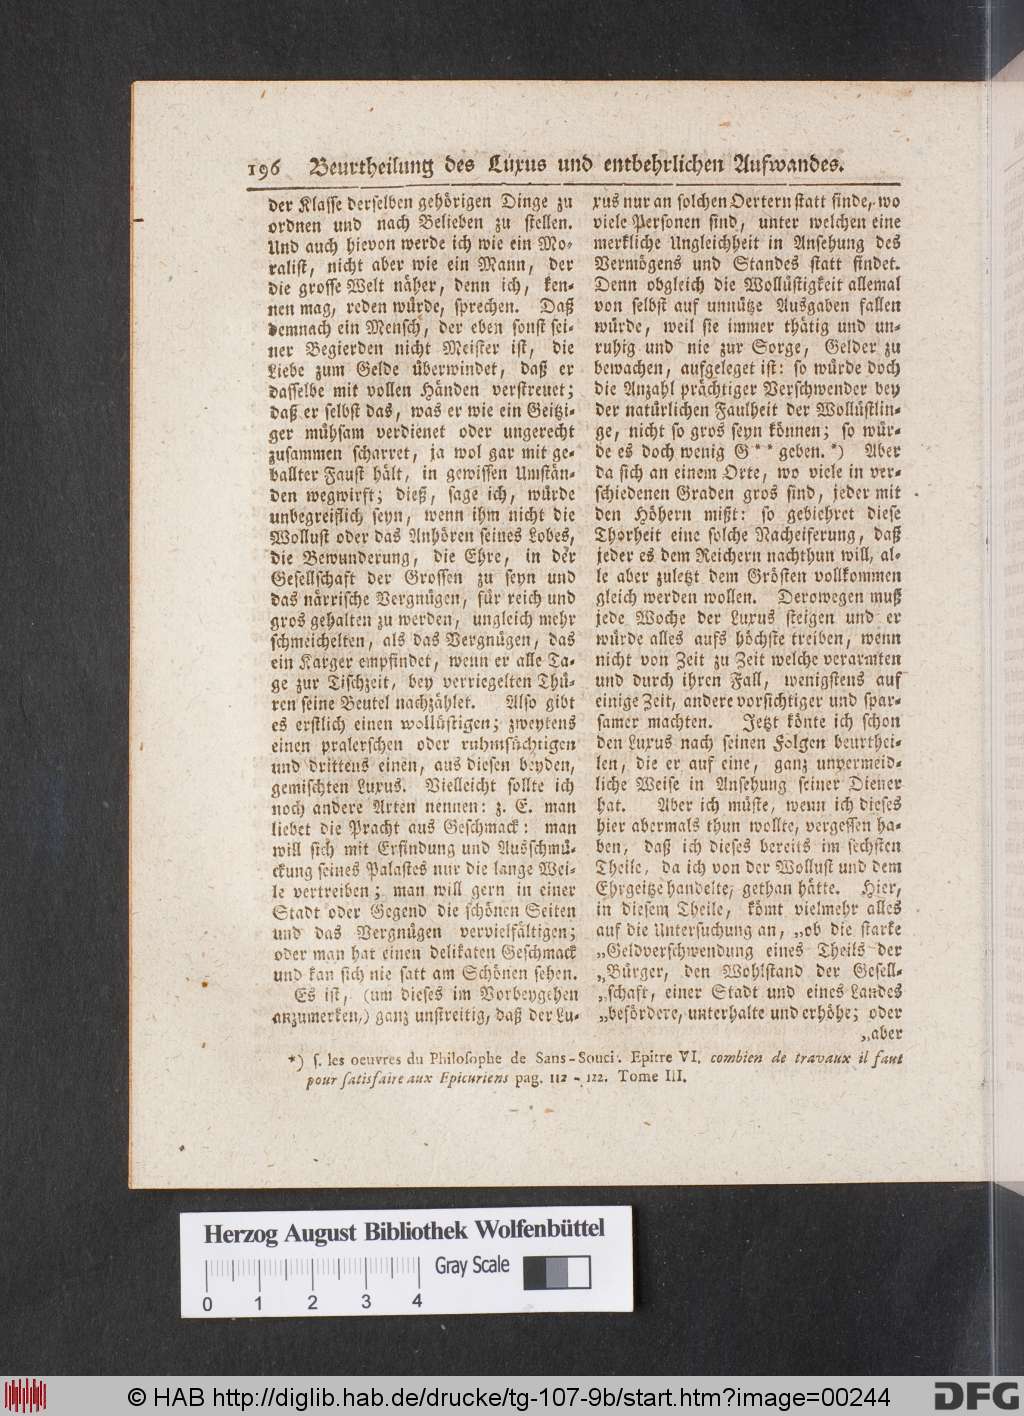 196 Beurtheilung des Luxus und entbehrlichen Aufwandes.
der Klasse derselben gehörigen Dinge zu
ordnen und nach Belieben zu stellen.
Und auch hievon werde ich wie ein Mo-
ralist, nicht aber wie ein Mann, der
die grosse Welt näher, denn ich, ken-
nen mag, reden würde, sprechen. Daß
demnach ein Mensch, der eben sonst sei-
ner Begierden nicht Meister ist, die
Liebe zum Gelde überwindet, daß er
dasselbe mit vollen Händen verstreuet;
daß er selbst das, was er wie ein Geitzi-
ger mühsam verdienet oder ungerecht
zusammen scharret, ja wol gar mit ge-
ballter Faust hält, in gewissen Umstän-
den wegwirft; dieß, sage ich, würde
unbegreiflich seyn, wenn ihm nicht die
Wollust oder das Anhören seines Lobes,
die Bewunderung, die Ehre, in der
Gesellschaft der Grossen zu seyn und
das närrische Vergnügen, für reich und
gros gehalten zu werden, ungleich mehr
schmeichelten, als das Vergnügen, das
ein Karger empfindet, wenn er alle Ta-
ge zur Tischzeit, bey verriegelten Thü-
ren seine Beutel nachzählet. Also gibt
es erstlich einen wollüstigen; zweytens
einen pralerschen oder ruhmsüchtigen
und drittens einen, aus diesen beyden,
gemischten Luxus. Vielleicht sollte ich
noch andere Arten nennen: z. E. man
liebet die Pracht aus Geschmack: man
will sich mit Erfindung und Ausschmü-
ckung seines Palastes nur die lange Wei-
le vertreiben; man will gern in einer
Stadt oder Gegend die schönen Seiten
und das Vergnügen vervielfältigen;
oder man hat einen delikaten Geschmack
und kan sich nie satt am Schönen sehen.
Es ist, (um dieses im Vorbeygehen
anzumerken,) ganz unstreitig, daß der Lu-
xus nur an solchen Oertern statt finde, wo
viele Personen sind, unter welchen eine
merkliche Ungleichheit in Ansehung des
Vermögens und Standes statt findet.
Denn obgleich die Wollüstigkeit allemal
von selbst auf unnütze Ausgaben fallen
würde, weil sie immer thätig und un-
ruhig und nie zur Sorge, Gelder zu
bewachen, aufgeleget ist: so würde doch
die Anzahl prächtiger Verschwender bey
der natürlichen Faulheit der Wollüstlin-
ge, nicht so gros seyn können; so wür-
de es doch wenig G** geben.*) Aber
da sich an einem Orte, wo viele in ver-
schiedenen Graden gros sind, jeder mit
den Höhern mißt: so gebiehret diese
Thorheit eine solche Nacheiferung, daß
jeder es dem Reichern nachthun will, al-
le aber zuletzt dem Grösten vollkommen
gleich werden wollen. Derowegen muß
jede Woche der Luxus steigen und er
würde alles aufs höchste treiben, wenn
nicht von Zeit zu Zeit welche verarmten
und durch ihren Fall, wenigstens auf
einige Zeit, andere vorsichtiger und spar-
samer machten. Jetzt könte ich schon
den Luxus nach seinen Folgen beurthei-
len, die er auf eine, ganz unvermeid-
liche Weise in Ansehung seiner Diener
hat. Aber ich müste, wenn ich dieses
hier abermals thun wollte, vergessen ha-
ben, daß ich dieses bereits im sechsten
Theile, da ich von der Wollust und dem
Ehrgeitze handelte, gethan hätte. Hier,
in diesem Theile, kömt vielmehr alles
auf die Untersuchung an, „ob die starke
„Geldverschwendung eines Theils der
„Bürger, den Wohlstand der Gesell-
„schaft, einer Stadt und eines Landes
„befördere, unterhalte und erhöhe; oder
„aber
*) s. les oeuvres du Philosophe de Sans-Souci. Epitre VI. combien de travaux il faut
pour satisfaire aux Epicuriens pag. 112 - 122. Tome III.
Herzog August Bibliothek Wolfenbüttel
Gray Scale
0 1 2 3 4
© HAB http://diglib.hab.de/drucke/tg-107-9b/start.htm?image=00244
DFG